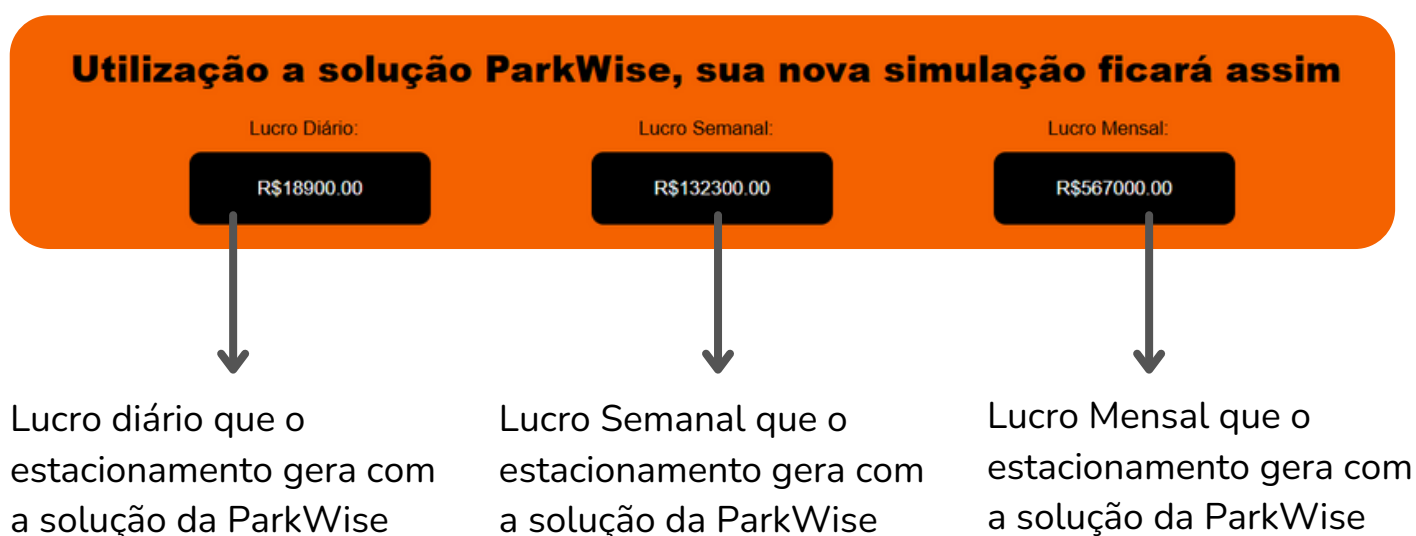 Utilização a solução ParkWise, sua nova simulação ficará assim
Lucro Diário:
R$18900.00
Lucro Semanal:
R$132300.00
Lucro Mensal:
R$567000.00
Lucro diário que o
estacionamento gera com
a solução da ParkWise
Lucro Semanal que o
estacionamento gera com
a solução da ParkWise
Lucro Mensal que o
estacionamento gera com
a solução da ParkWise